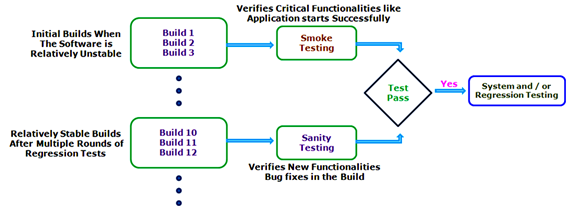 Verifies Critical Functionalities like
Application starts Successfully
Initial Builds When
The Software is
Relatively Unstable
Build 1
Build 2
Build 3
Smoke
Testing
Test
Pass
Yes
System and / or
Regression Testing
Relatively Stable Builds
After Multiple Rounds of
Regression Tests
Build 10
Build 11
Build 12
Sanity
Testing
Verifies New Functionalities
Bug fixes in the Build